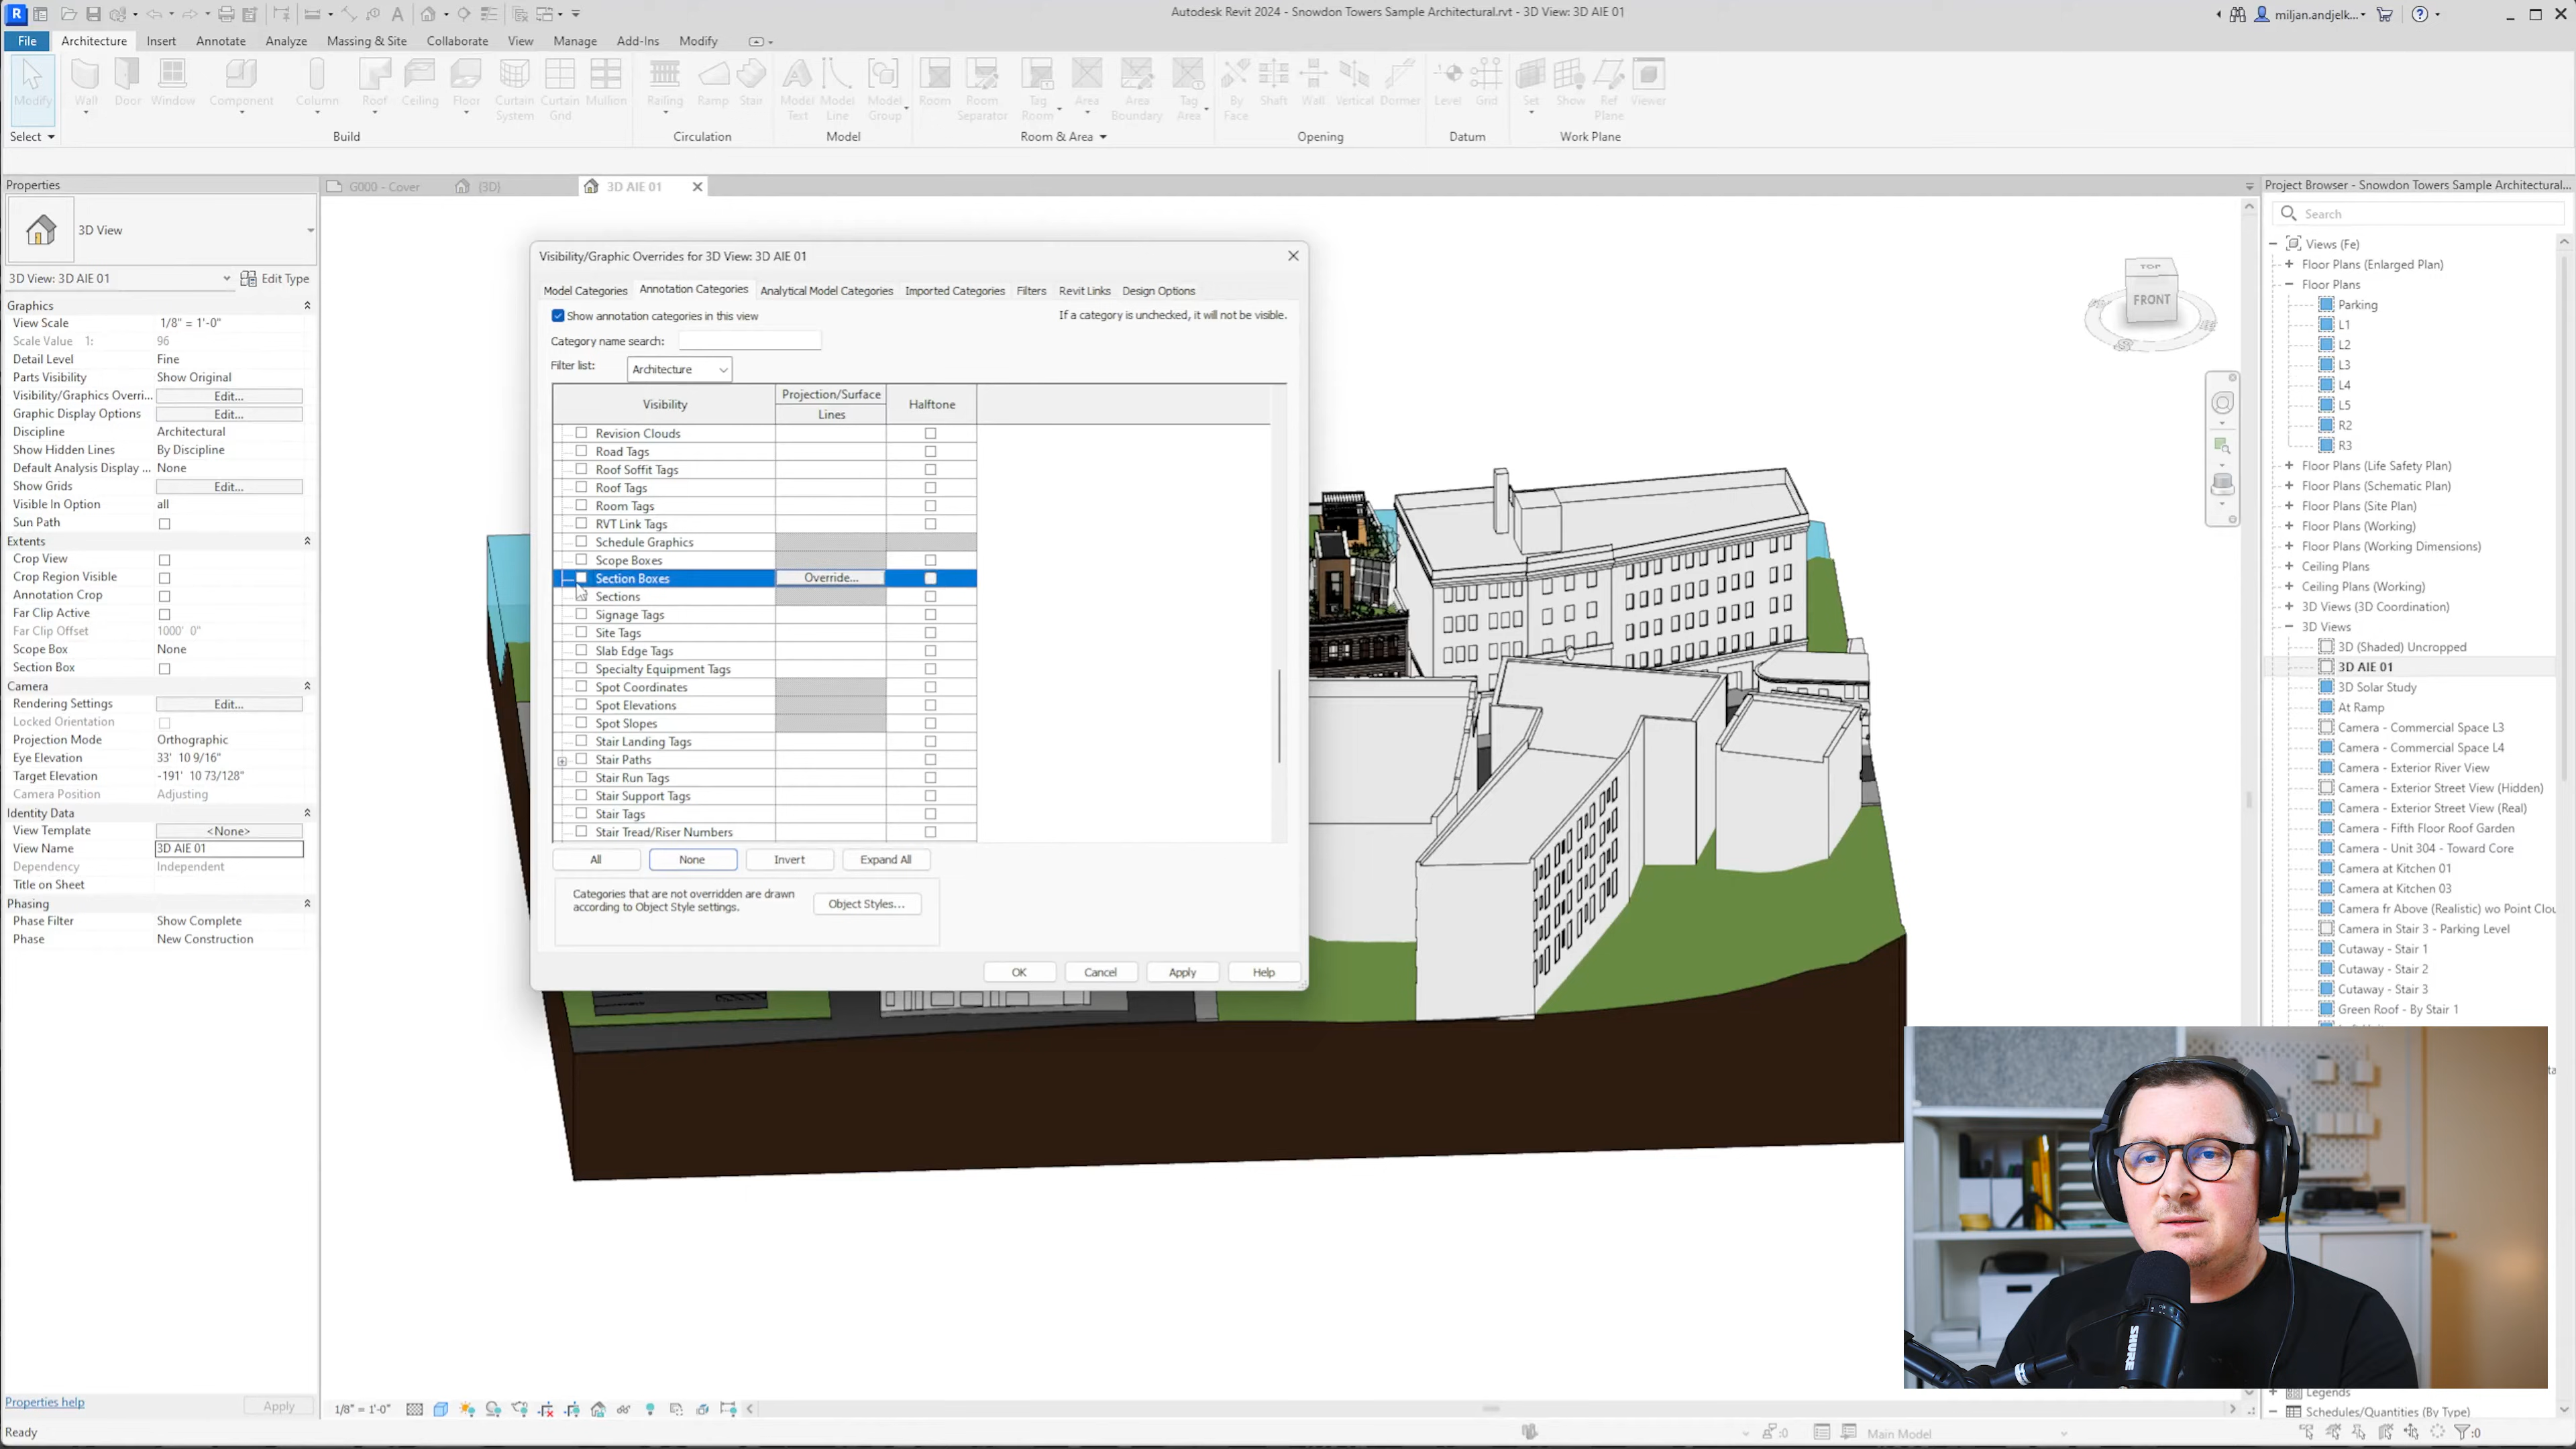 Autodesk Revit 2024 - Snowdon Towers Sample Architectural.rvt - 3D View: 3D AIE 01
miljan.andjelk...
File Architecture Insert Annotate Analyze Massing & Site Collaborate View Manage Add-Ins Modify
Modify Wall Door Window Component Column Roof Ceiling Floor Curtain System Curtain Grid Mullion Railing Ramp Stair Model Text Model Line Model Group Room Room Separator Tag Room Area Area Boundary Tag Area By Face Shaft Wall Vertical Dormer Level Grid Set Show Ref Plane Viewer
Select Build Circulation Model Room & Area Opening Datum Work Plane
Properties
3D View
3D View: 3D AIE 01 Edit Type
Graphics
View Scale 1/8" = 1'-0"
Scale Value 1: 96
Detail Level Fine
Parts Visibility Show Original
Visibility/Graphics Overri... Edit...
Graphic Display Options Edit...
Discipline Architectural
Show Hidden Lines By Discipline
Default Analysis Display ... None
Show Grids Edit...
Visible In Option all
Sun Path
Extents
Crop View
Crop Region Visible
Annotation Crop
Far Clip Active
Far Clip Offset 1000' 0"
Scope Box None
Section Box
Camera
Rendering Settings Edit...
Locked Orientation
Projection Mode Orthographic
Eye Elevation 33' 10 9/16"
Target Elevation -191' 10 73/128"
Camera Position Adjusting
Identity Data
View Template <None>
View Name 3D AIE 01
Dependency Independent
Title on Sheet
Phasing
Phase Filter Show Complete
Phase New Construction
Properties help Apply
Ready
G000 - Cover (3D) 3D AIE 01
Visibility/Graphic Overrides for 3D View: 3D AIE 01
Model Categories Annotation Categories Analytical Model Categories Imported Categories Filters Revit Links Design Options
Show annotation categories in this view If a category is unchecked, it will not be visible.
Category name search:
Filter list: Architecture
Visibility Projection/Surface Halftone
Lines
Revision Clouds
Road Tags
Roof Soffit Tags
Roof Tags
Room Tags
RVT Link Tags
Schedule Graphics
Scope Boxes
Section Boxes Override...
Sections
Signage Tags
Site Tags
Slab Edge Tags
Specialty Equipment Tags
Spot Coordinates
Spot Elevations
Spot Slopes
Stair Landing Tags
Stair Paths
Stair Run Tags
Stair Support Tags
Stair Tags
Stair Tread/Riser Numbers
All None Invert Expand All
Categories that are not overridden are drawn
according to Object Style settings.
Object Styles...
OK Cancel Apply Help
TOP
FRONT
Project Browser - Snowdon Towers Sample Architectural...
Search
Views (Fe)
Floor Plans (Enlarged Plan)
Floor Plans
Parking
L1
L2
L3
L4
L5
R2
R3
Floor Plans (Life Safety Plan)
Floor Plans (Schematic Plan)
Floor Plans (Site Plan)
Floor Plans (Working)
Floor Plans (Working Dimensions)
Ceiling Plans
Ceiling Plans (Working)
3D Views (3D Coordination)
3D Views
3D (Shaded) Uncropped
3D AIE 01
3D Solar Study
At Ramp
Camera - Commercial Space L3
Camera - Commercial Space L4
Camera - Exterior River View
Camera - Exterior Street View (Hidden)
Camera - Exterior Street View (Real)
Camera - Fifth Floor Roof Garden
Camera - Unit 304 - Toward Core
Camera at Kitchen 01
Camera at Kitchen 03
Camera fr Above (Realistic) wo Point Clou
Camera in Stair 3 - Parking Level
Cutaway - Stair 1
Cutaway - Stair 2
Cutaway - Stair 3
Green Roof - By Stair 1
Legends
Schedules/Quantities (By Type)
SHURE
1/8" = 1'-0"
:0 Main Model :0